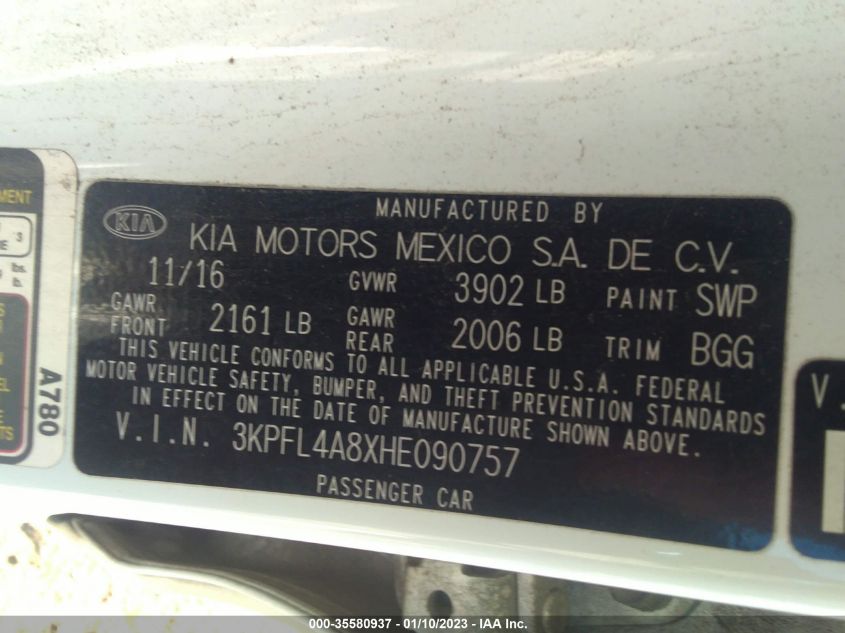 MANUFACTURED BY
KIA KIA MOTORS MEXICO S.A. DE C.V.
11/16 GVWR 3902 LB PAINT SWP
GAWR FRONT 2161 LB GAWR REAR 2006 LB TRIM BGG
THIS VEHICLE CONFORMS TO ALL APPLICABLE U.S.A. FEDERAL
MOTOR VEHICLE SAFETY, BUMPER, AND THEFT PREVENTION STANDARDS
IN EFFECT ON THE DATE OF MANUFACTURE SHOWN ABOVE.
V.I.N. 3KPFL4A8XHE090757
PASSENGER CAR
A780
lbs.
000-35580937 - 01/10/2023 - IAA Inc.